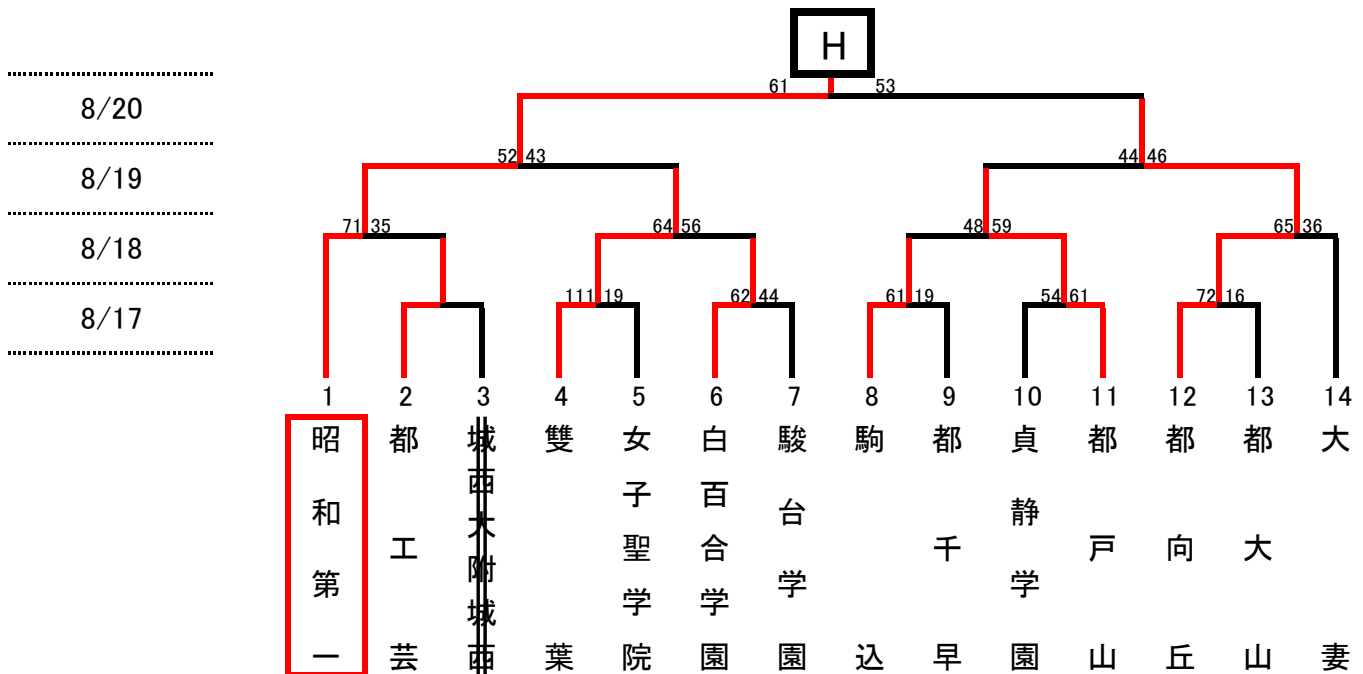 H
61 53
8/20
52 43 44 46
8/19
71 35 64 56 48 59 65 36
8/18
111 19 62 44 61 19 54 61 72 16
8/17
1 2 3 4 5 6 7 8 9 10 11 12 13 14
昭和第一
都工芸
城西大附城西
雙葉
女子聖学院
白百合学園
駿台学園
駒込
都千早
貞静学園
都戸山
都向丘
都大山
大妻